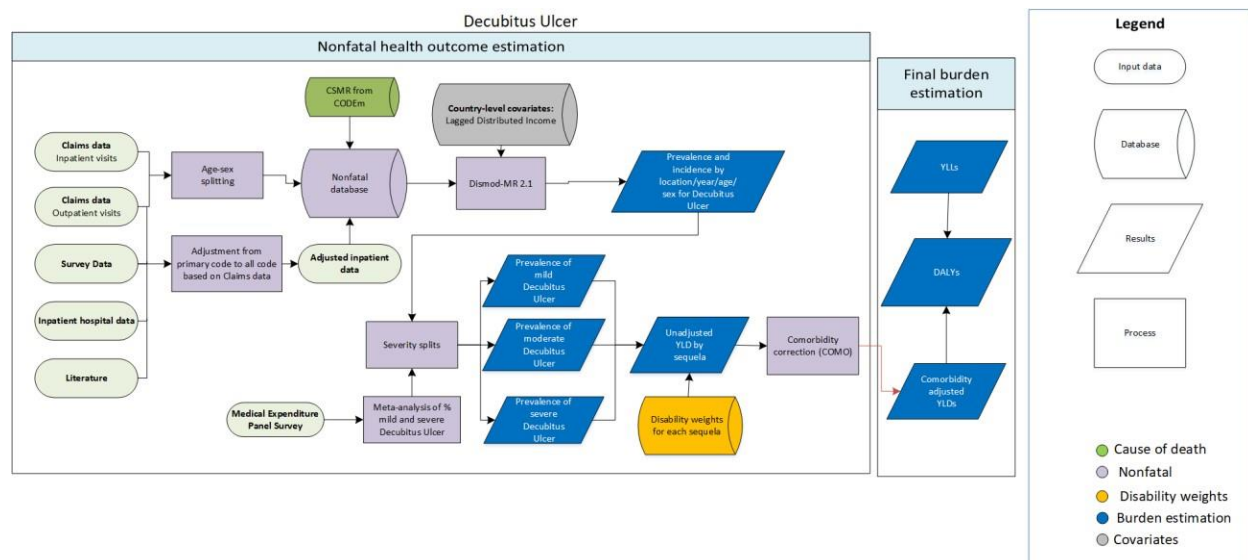 Decubitus Ulcer
Nonfatal health outcome estimation
CSMR from
CODEm
Country-level covariates:
Lagged Distributed Income
Claims data
Inpatient visits
Age-sex
splitting
Nonfatal
database
Dismod-MR 2.1
Prevalence and
incidence by
location/year/age/
sex for Decubitus
Ulcer
Claims data
Outpatient visits
Survey Data
Adjustment from
primary code to all code
based on Claims data
Adjusted inpatient
data
Inpatient hospital data
Literature
Severity splits
Prevalence of
mild
Decubitus
Ulcer
Prevalence of
moderate
Decubitus
Ulcer
Prevalence of
severe
Decubitus
Ulcer
Unadjusted
YLD by
sequela
Comorbidity
correction (COMO)
Medical Expenditure
Panel Survey
Meta-analysis of %
mild and severe
Decubitus Ulcer
Disability weights
for each sequela
Final burden
estimation
YLLs
DALYs
Comorbidity
adjusted
YLDs
Legend
Input data
Database
Results
Process
Cause of death
Nonfatal
Disability weights
Burden estimation
Covariates